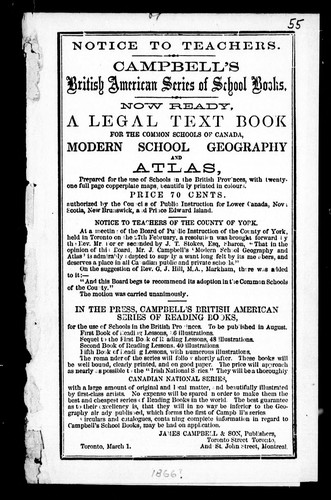 55
NOTICE TO TEACHERS.
CAMPBELL'S
British American Series of School Books.
NOW READY,
A LEGAL TEXT BOOK
FOR THE COMMON SCHOOLS OF CANADA,
MODERN SCHOOL GEOGRAPHY
AND
ATLAS,
Prepared for the use of Schools in the British Provinces, with twenty-
one full page copperplate maps, beautifully printed in colours.
PRICE 70 CENTS.
authorized by the Councils of Public Instruction for Lower Canada, Nova
Scotia, New Brunswick, and Prince Edward Island.
NOTICE TO TEACHERS OF THE COUNTY OF YORK.
At a meeting of the Board of Public Instruction of the County of York,
held in Toronto on the 7th February, a resolution was brought forward by
the Rev. Mr. or seconded by J. T. Stokes, Esq., Sharon, "That in the
opinion of this Board, Mr. J. Campbell's 'Modern School Geography and
Atlas' is admirably adapted to supply a want long felt by its members, and
deserves a place in all Canadian public and private schools."
On the suggestion of Rev. G. J. Hill, M.A., Markham, there was added
to it:—
"And this Board begs to recommend its adoption in the Common Schools
of the County."
The motion was carried unanimously.
IN THE PRESS, CAMPBELL'S BRITISH AMERICAN
SERIES OF READING BOOKS,
for the use of Schools in the British Provinces. To be published in August.
First Book of Reading Lessons, illustrations.
Sequel to the First Book of Reading Lessons, 48 illustrations.
Second Book of Reading Lessons, 40 illustrations
Fifth Book of Reading Lessons, with numerous illustrations.
The remainder of the series will follow shortly after. These books will
be well bound, clearly printed, and on good paper. The price will approach
as nearly as possible to the "Irish National Series" They will be a thoroughly
CANADIAN NATIONAL SERIES,
with a large amount of original and local matter, and beautifully illustrated
by first-class artists. No expense will be spared in order to make them the
best and cheapest series of Reading Books in the world The best guarantee
as to their excellency is, that they will in no way be inferior to the Geog-
raphy already published, which forms the first of Campbell's series
Circulars and catalogues, containing complete information in regard to
Campbell's School Books, may be had on application.
JAMES CAMPBELL & SON, Publishers,
Toronto Street Toronto,
Toronto, March 1. And St. John Street, Montreal.
1866